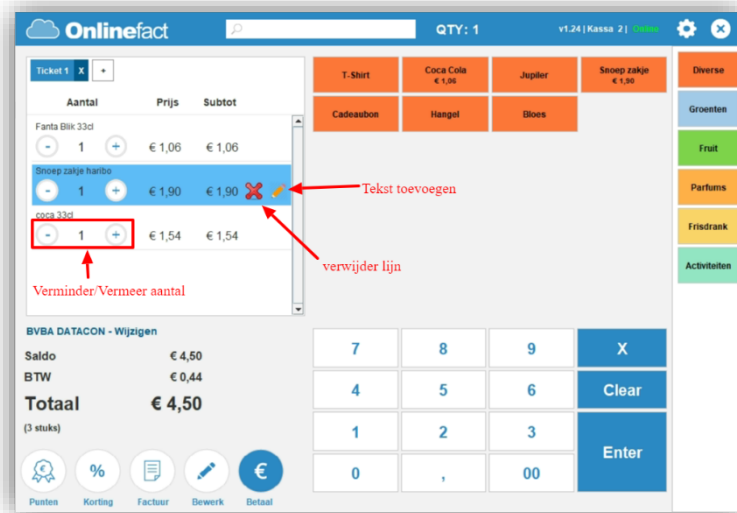 Onlinefact QTY: 1 v1.24 | Kassa 2 | Online
Ticket 1 X +
Aantal Prijs Subtot
Fanta Blik 33cl
- 1 + € 1,06 € 1,06
Snoep zakje haribo
- 1 + € 1,90 € 1,90
coca 33cl
- 1 + € 1,54 € 1,54
Tekst toevoegen
verwijder lijn
Verminder/Vermeer aantal
T-Shirt
Coca Cola
€ 1,06
Jupiler
Snoep zakje
€ 1,90
Cadeaubon
Hangel
Bloes
Diverse
Groenten
Fruit
Parfums
Frisdrank
Activiteiten
BVBA DATACON - Wijzigen
Saldo € 4,50
BTW € 0,44
Totaal € 4,50
(3 stuks)
€ % €
Punten Korting Factuur Bewerk Betaal
7 8 9 X
4 5 6 Clear
1 2 3
Enter
0 , 00